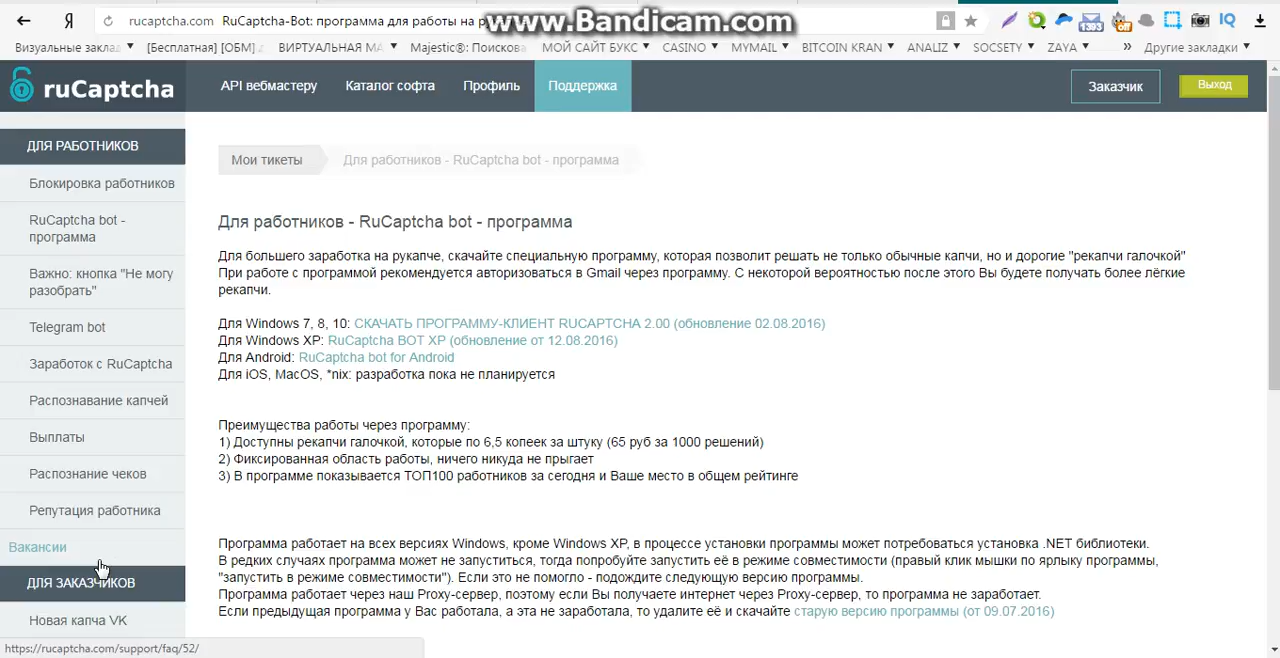 Я rucaptcha.com RuCaptcha-Bot: программа для работы на р
www.Bandicam.com
1393 off IQ
Визуальные заклад [Бесплатная] [ОБМ] ВИРТУАЛЬНАЯ МА Majestic®: Поискова МОЙ САЙТ БУКС CASINO MYMAIL BITCOIN KRAN ANALIZ SOCSETY ZAYA » Другие закладки
ruCaptcha API вебмастеру Каталог софта Профиль Поддержка Заказчик Выход
ДЛЯ РАБОТНИКОВ
Блокировка работников
RuCaptcha bot -
программа
Важно: кнопка "Не могу
разобрать"
Telegram bot
Заработок с RuCaptcha
Распознавание капчей
Выплаты
Распознание чеков
Репутация работника
Вакансии
ДЛЯ ЗАКАЗЧИКОВ
Новая капча VK
Мои тикеты Для работников - RuCaptcha bot - программа
Для работников - RuCaptcha bot - программа
Для большего заработка на рукапче, скачайте специальную программу, которая позволит решать не только обычные капчи, но и дорогие "рекапчи галочкой"
При работе с программой рекомендуется авторизоваться в Gmail через программу. С некоторой вероятностью после этого Вы будете получать более лёгкие
рекапчи.
Для Windows 7, 8, 10: СКАЧАТЬ ПРОГРАММУ-КЛИЕНТ RUCAPTCHA 2.00 (обновление 02.08.2016)
Для Windows XP: RuCaptcha BOT XP (обновление от 12.08.2016)
Для Android: RuCaptcha bot for Android
Для iOS, MacOS, *nix: разработка пока не планируется
Преимущества работы через программу:
1) Доступны рекапчи галочкой, которые по 6,5 копеек за штуку (65 руб за 1000 решений)
2) Фиксированная область работы, ничего никуда не прыгает
3) В программе показывается ТОП100 работников за сегодня и Ваше место в общем рейтинге
Программа работает на всех версиях Windows, кроме Windows XP, в процессе установки программы может потребоваться установка .NET библиотеки.
В редких случаях программа может не запуститься, тогда попробуйте запустить её в режиме совместимости (правый клик мышки по ярлыку программы,
"запустить в режиме совместимости"). Если это не помогло - подождите следующую версию программы.
Программа работает через наш Proxy-сервер, поэтому если Вы получаете интернет через Proxy-сервер, то программа не заработает.
Если предыдущая программа у Вас работала, а эта не заработала, то удалите её и скачайте старую версию программы (от 09.07.2016)
https://rucaptcha.com/support/faq/52/